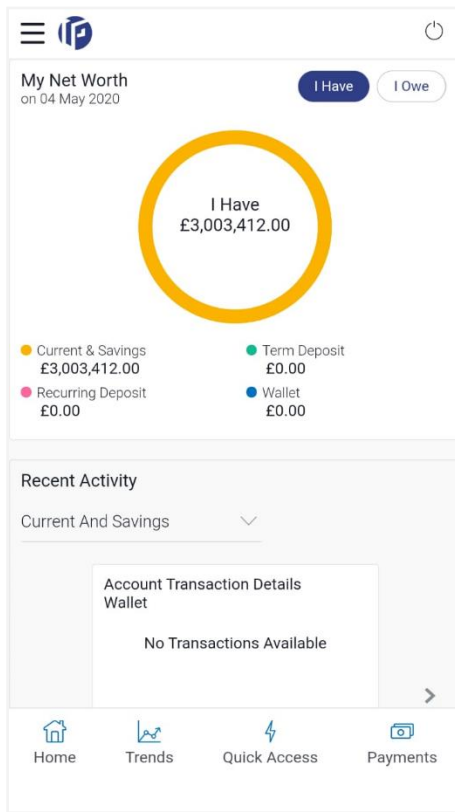 My Net Worth
on 04 May 2020
I Have
I Owe
I Have
£3,003,412.00
Current & Savings
£3,003,412.00
Term Deposit
£0.00
Recurring Deposit
£0.00
Wallet
£0.00
Recent Activity
Current And Savings
Account Transaction Details
Wallet
No Transactions Available
Home
Trends
Quick Access
Payments